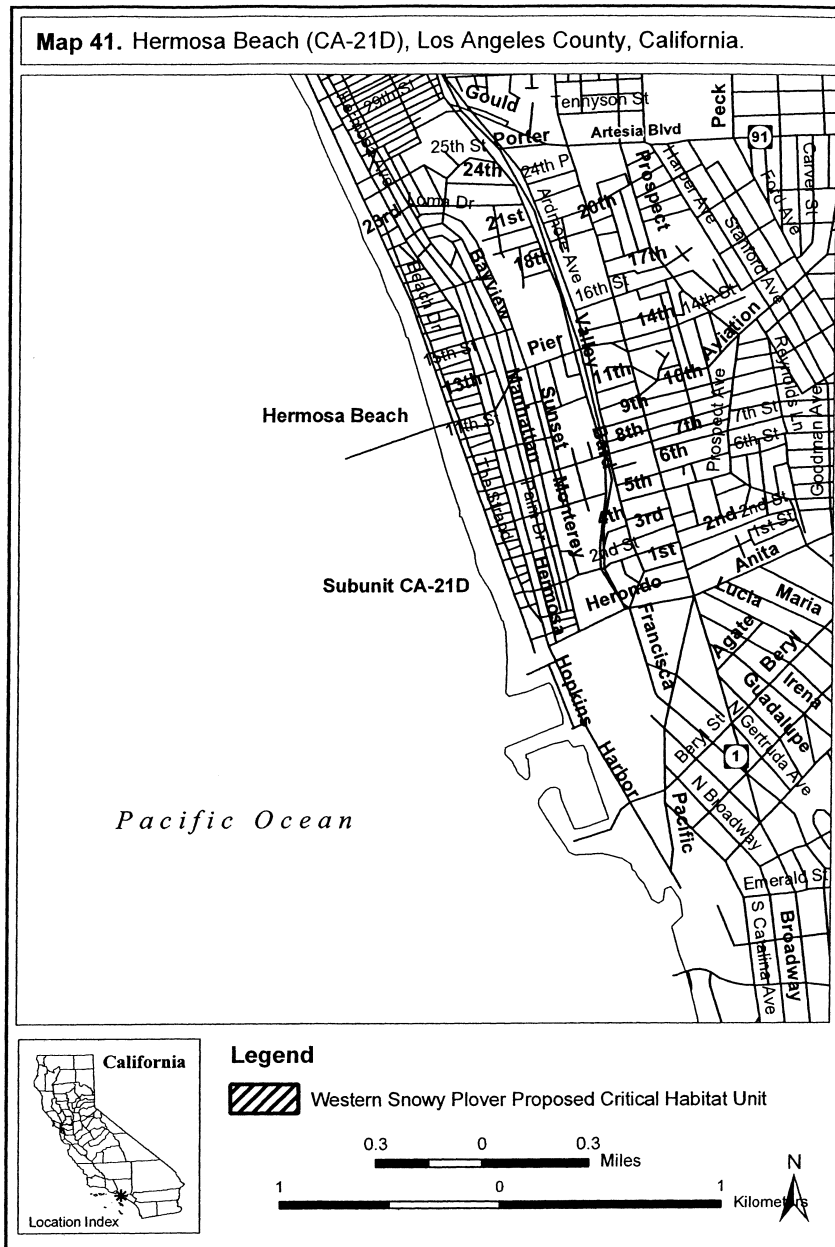 Map 41. Hermosa Beach (CA-21D), Los Angeles County, California.
Gould
Tennyson St
Peck
29th St
Hermosa Ave
Porter
Artesia Blvd
91
25th St
24th
24th P
Prospect
Harper Ave
Ford Ave
Carver St
Loma Dr
23rd
21st
Ardmore Ave
20th
Stanford Ave
18th
17th
Bayview
Beach Dr
16th St
14th
14th St
Valley
Aviation
Pier
15th St
13th
11th
10th
Reynolds Ln
Manhattan
Sunset
9th
Prospect Ave
Hermosa Beach
11th St
8th
7th
7th St
Goodman Ave
Bard
6th
6th St
The Strand
Palm Dr
Monterey
5th
4th
3rd
2nd
2nd St
2nd St
1st
1st St
Anita
Subunit CA-21D
Hermosa
Herondo
Lucia
Maria
Francisca
Agate
Beryl
Hopkins
Guadalupe
Irena
Beryl St
N Gertruda Ave
1
Harbor
N Broadway
Pacific
Pacific Ocean
Emerald St
S Catalina Ave
Broadway
California
Location Index
Legend
Western Snowy Plover Proposed Critical Habitat Unit
0.3 0 0.3
Miles
1 0 1
Kilometers
N